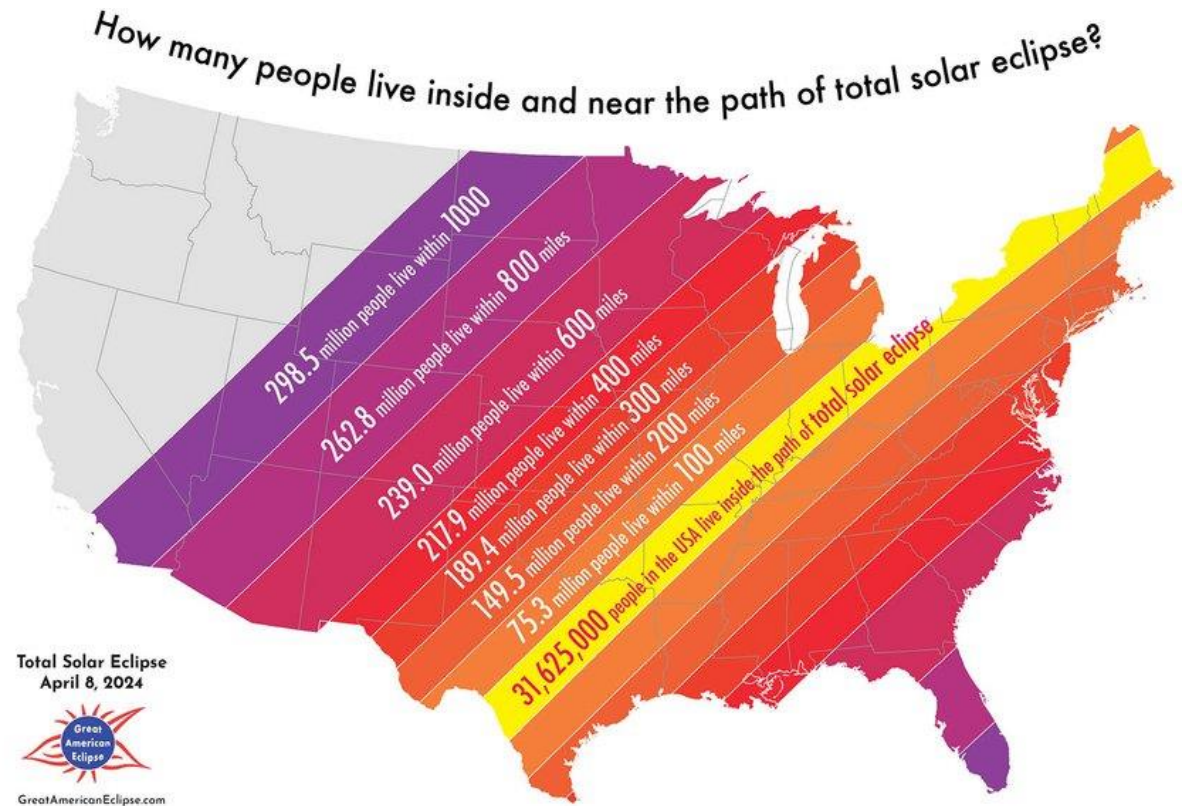 How many people live inside and near the path of total solar eclipse?
298.5 million people live within 1000
262.8 million people live within 800 miles
239.0 million people live within 600 miles
217.9 million people live within 400 miles
189.4 million people live within 300 miles
149.5 million people live within 200 miles
75.3 million people live within 100 miles
31,625,000 people in the USA live inside the path of total solar eclipse
Total Solar Eclipse
April 8, 2024
Great
American
Eclipse
GreatAmericanEclipse.com